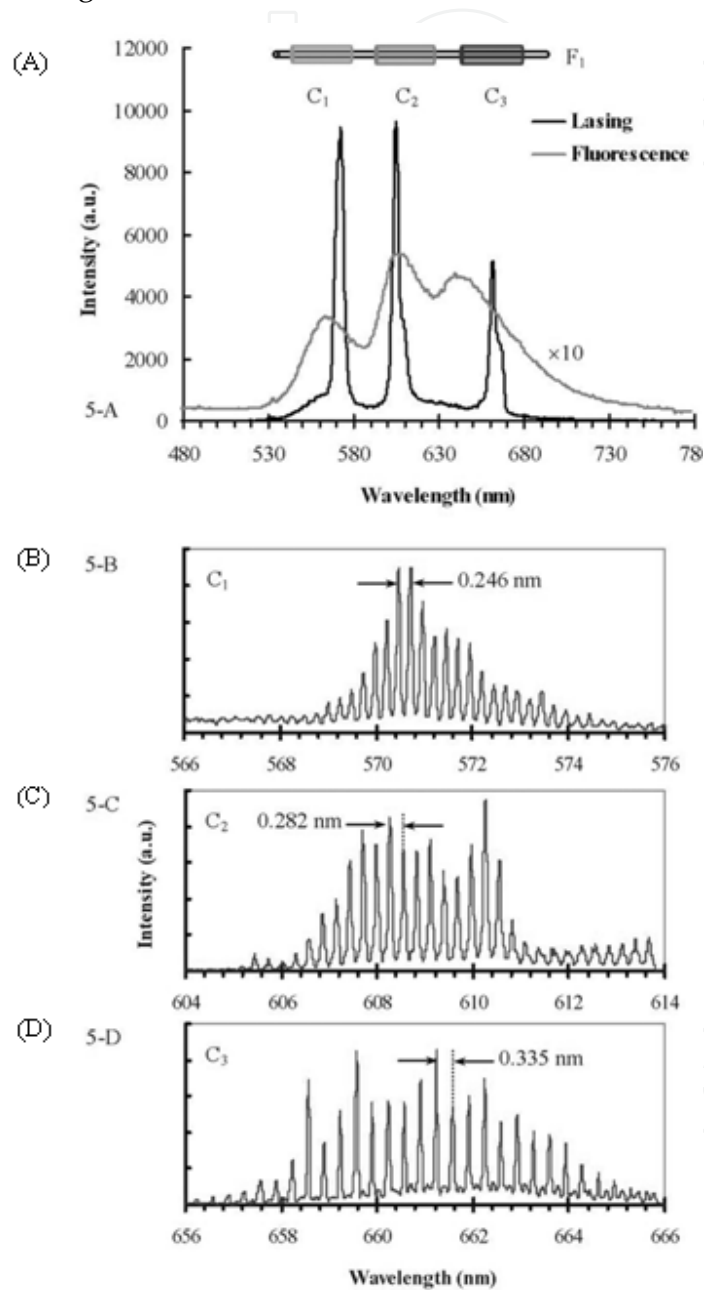 (A)
12000
F₁
10000
C₁ C₂ C₃
Lasing
Fluorescence
8000
6000
4000
2000
×10
5-A
0
480 530 580 630 680 730 780
Intensity (a.u.)
Wavelength (nm)
(B) 5-B
C₁
0.246 nm
566 568 570 572 574 576
(C) 5-C
C₂
0.282 nm
604 606 608 610 612 614
Intensity (a.u.)
(D) 5-D
C₃
0.335 nm
656 658 660 662 664 666
Wavelength (nm)